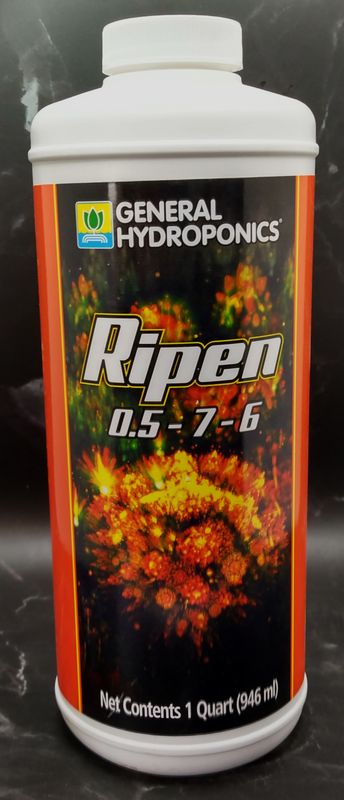 GENERAL
HYDROPONICS®
Ripen
0.5-7-6
Net Contents 1 Quart (946 ml)